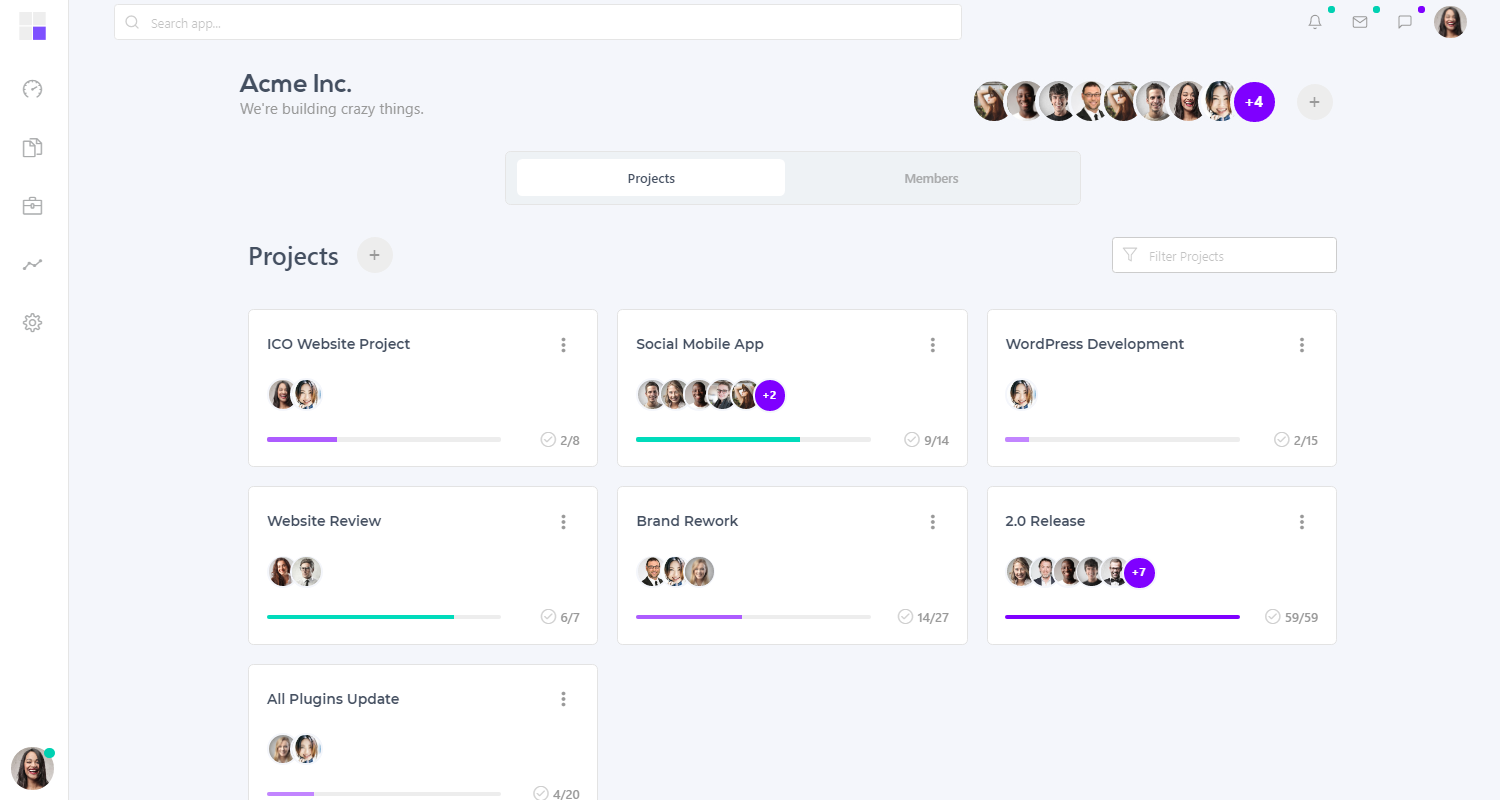 Search app...
Acme Inc.
We're building crazy things.
+4
+
Projects
Members
Projects
+
Filter Projects
ICO Website Project
2/8
Social Mobile App
+2
9/14
WordPress Development
2/15
Website Review
6/7
Brand Rework
14/27
2.0 Release
+7
59/59
All Plugins Update
4/20